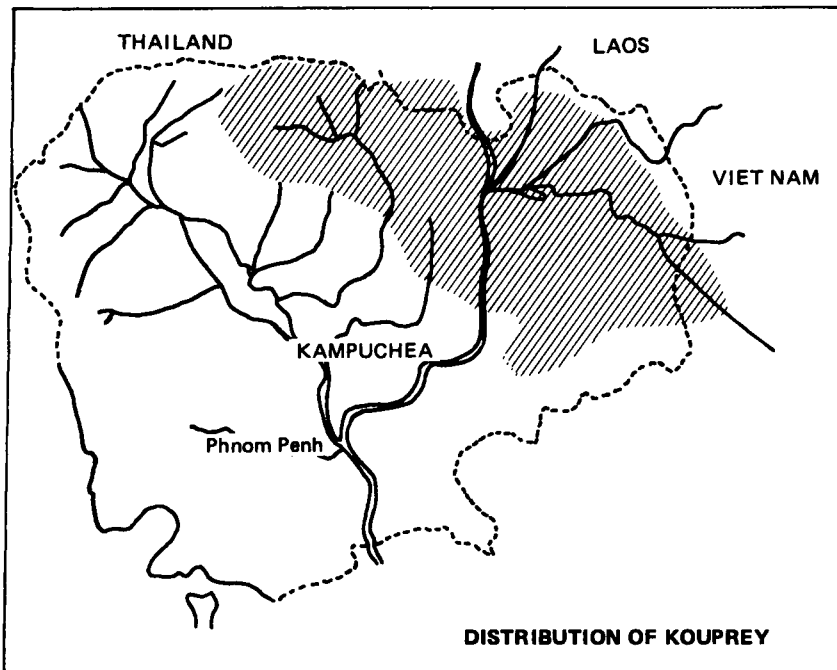 THAILAND
LAOS
VIET NAM
KAMPUCHEA
Phnom Penh
DISTRIBUTION OF KOUPREY